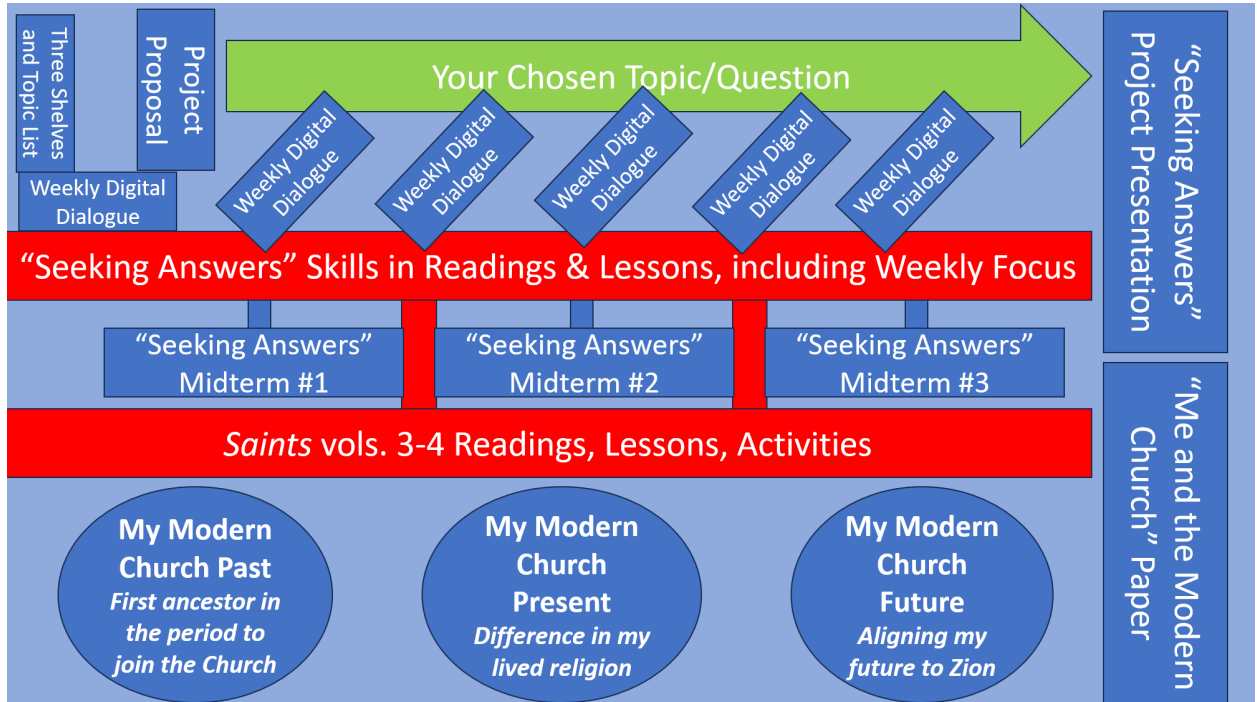 Three Shelves
and Topic List
Project
Proposal
Your Chosen Topic/Question
Weekly Digital
Dialogue
Weekly Digital
Dialogue
Weekly Digital
Dialogue
Weekly Digital
Dialogue
Weekly Digital
Dialogue
Weekly Digital
Dialogue
“Seeking Answers”
Project Presentation
“Seeking Answers” Skills in Readings & Lessons, including Weekly Focus
“Seeking Answers”
Midterm #1
“Seeking Answers”
Midterm #2
“Seeking Answers”
Midterm #3
Saints vols. 3-4 Readings, Lessons, Activities
“Me and the Modern
Church” Paper
My Modern
Church Past
First ancestor in
the period to
join the Church
My Modern
Church
Present
Difference in my
lived religion
My Modern
Church
Future
Aligning my
future to Zion